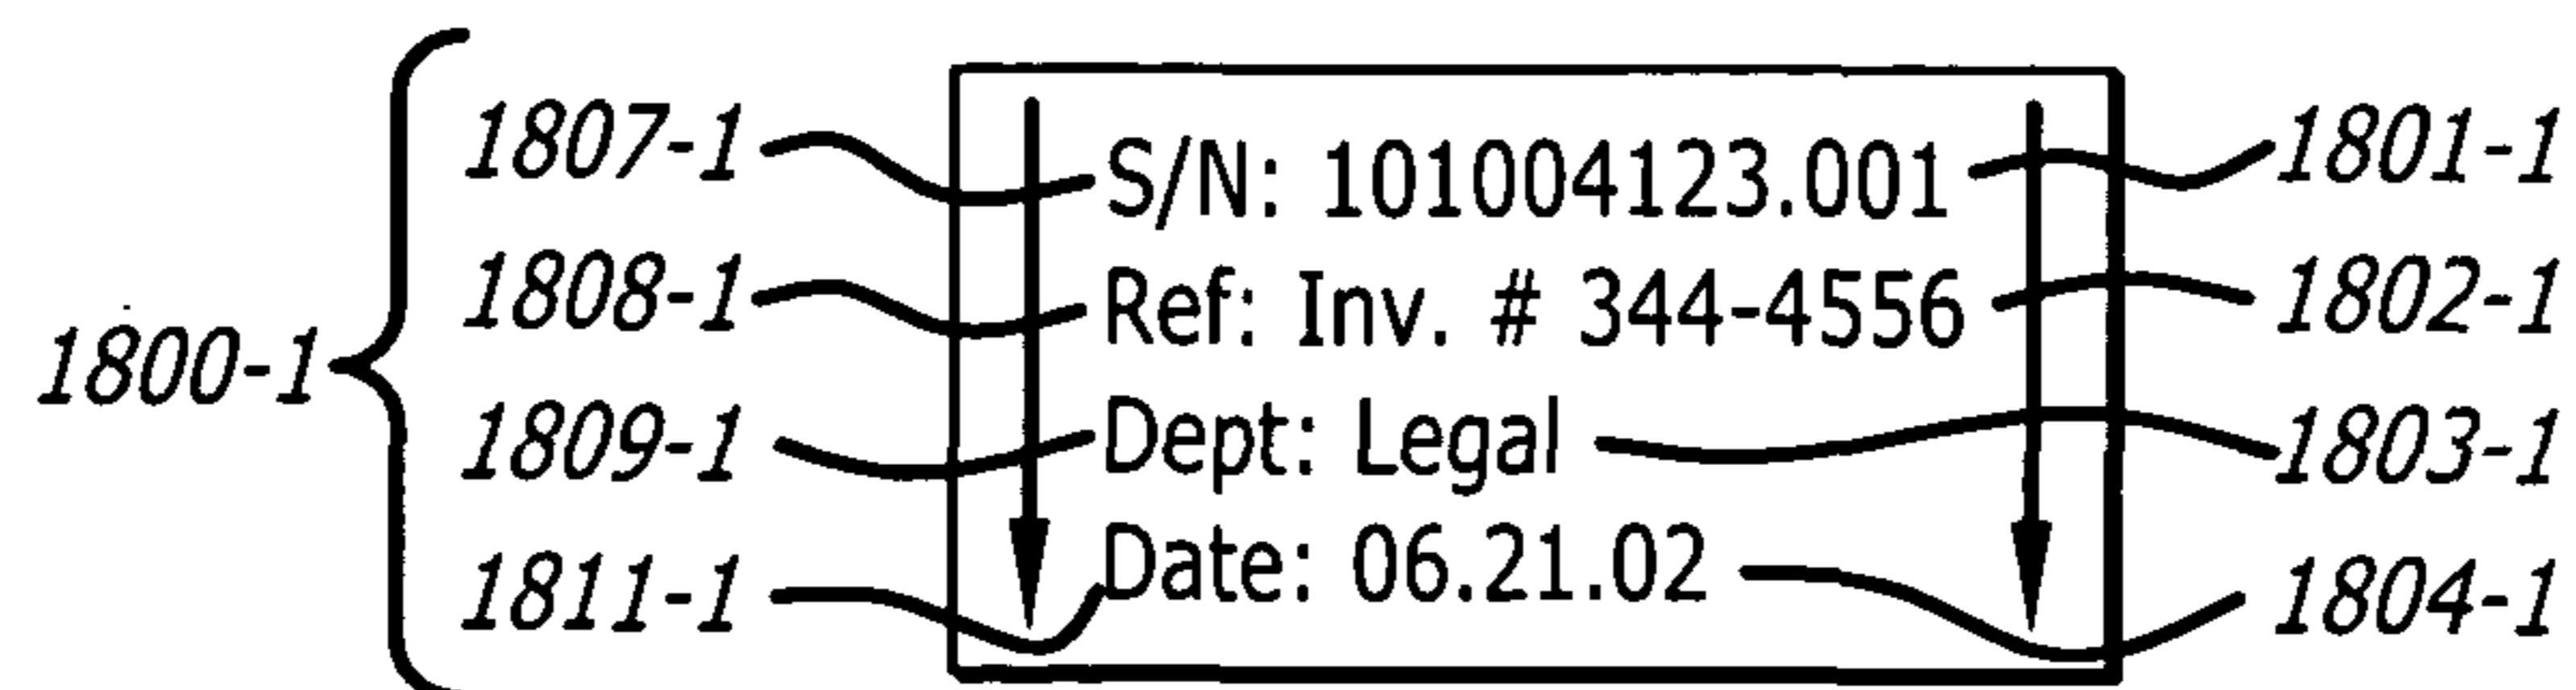 1807-1 S/N: 101004123.001 1801-1
1808-1 Ref: Inv. # 344-4556 1802-1
1800-1
1809-1 Dept: Legal 1803-1
1811-1 Date: 06.21.02 1804-1